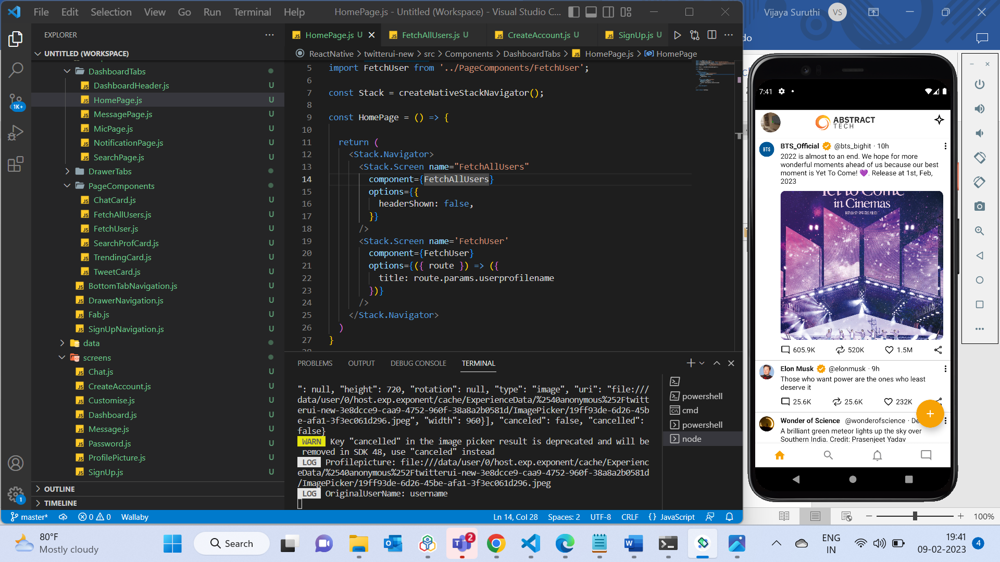 File Edit Selection View Go Run Terminal Help
HomePage.js - Untitled (Workspace) - Visual Studio C...
Vijaya Suruthi VS
EXPLORER
UNTITLED (WORKSPACE)
DashboardTabs
DashboardHeader.js U
HomePage.js U
MessagePage.js U
MicPage.js U
NotificationPage.js U
SearchPage.js U
DrawerTabs
PageComponents
ChatCard.js U
FetchAllUsers.js U
FetchUser.js U
SearchProfCard.js U
TrendingCard.js U
TweetCard.js U
BottomTabNavigation.js U
DrawerNavigation.js U
Fab.js U
SignUpNavigation.js U
data
screens
Chat.js U
CreateAccount.js U
Customise.js U
Dashboard.js U
Message.js U
Password.js U
ProfilePicture.js U
SignUp.js U
OUTLINE
TIMELINE
1K+
1
HomePage.js U
FetchAllUsers.js U
CreateAccount.js U
SignUp.js U
ReactNative > twitterui-new > src > Components > DashboardTabs > HomePage.js > HomePage
5 import FetchUser from '../PageComponents/FetchUser';
6
7 const Stack = createNativeStackNavigator();
8
9 const HomePage = () => {
10
11 return (
12 <Stack.Navigator>
13 <Stack.Screen name="FetchAllUsers"
14 component={FetchAllUsers}
15 options={{
16 headerShown: false,
17 }}
18 />
19 <Stack.Screen name='FetchUser'
20 component={FetchUser}
21 options={({ route }) => ({
22 title: route.params.userprofilename
23 })}
24 />
25 </Stack.Navigator>
26 )
27 }
28
PROBLEMS OUTPUT DEBUG CONSOLE TERMINAL
": null, "height": 720, "rotation": null, "type": "image", "uri": "file:///
data/user/0/host.exp.exponent/cache/ExperienceData/%2540anonymous%252Ftwitt
erui-new-3e8dcce9-caa9-4752-960f-38a8a2b0581d/ImagePicker/19ff93de-6d26-45b
e-afa1-3f3ec061d296.jpeg", "width": 960}], "canceled": false, "cancelled":
false}
WARN Key "cancelled" in the image picker result is deprecated and will be
removed in SDK 48, use "canceled" instead
LOG Profilepicture: file:///data/user/0/host.exp.exponent/cache/Experienc
eData/%2540anonymous%252Ftwitterui-new-3e8dcce9-caa9-4752-960f-38a8a2b0581d
/ImagePicker/19ff93de-6d26-45be-afa1-3f3ec061d296.jpeg
LOG OriginalUserName: username
powershell
cmd
powershell
node
master* 0 0 Wallaby
Ln 14, Col 28 Spaces: 2 UTF-8 CRLF {} JavaScript
do
7:41
ABSTRACT
TECH
BTS
BTS_Official @bts_bighit · 10h
2022 is almost to an end. We hope for more
wonderful moments ahead of us because our best
moment is Yet To Come! 💜. Release at 1st, Feb,
2023
Yet to Come
in Cinemas
605.9K 520K 1.5M
Elon Musk @elonmusk · 9h
Those who want power are the ones who least
deserve it
25.6K 25.6K 232K
Wonder of Science @wonderofscience · De
A brilliant green meteor lights up the sky over
Southern India. Credit: Prasenjeet Yadav
100%
80°F
Mostly cloudy
Search
2
ENG
IN
19:41
09-02-2023
4